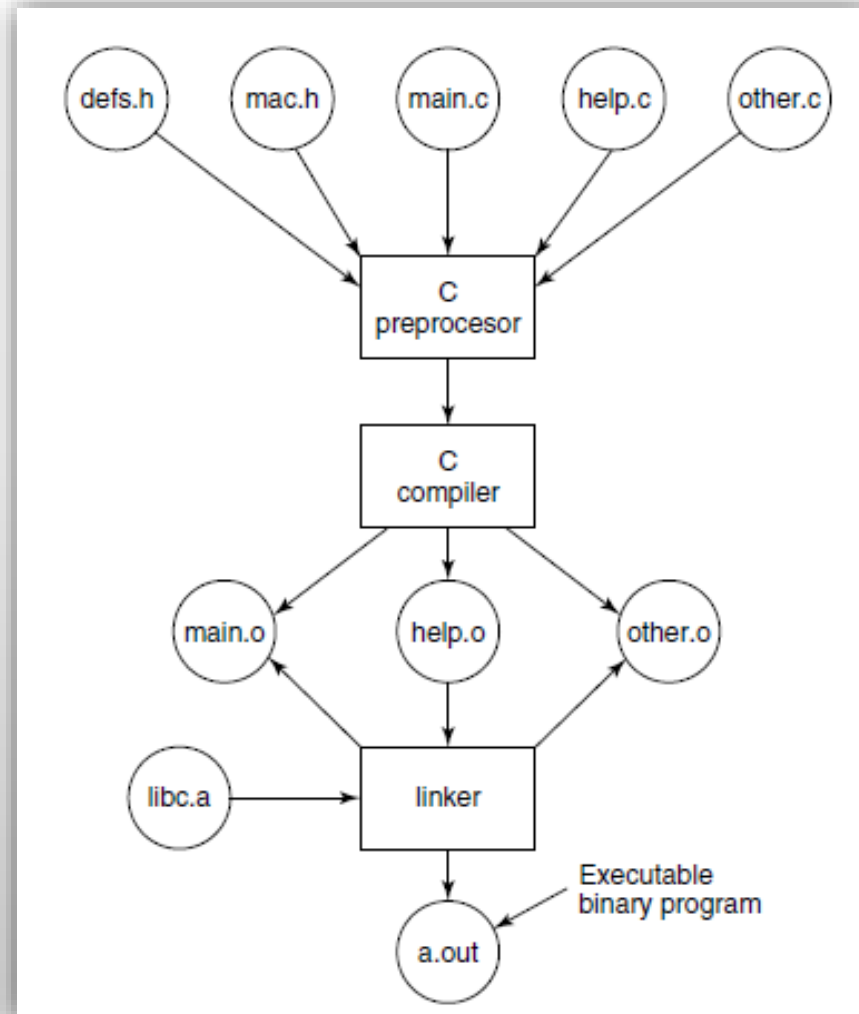 defs.h
mac.h
main.c
help.c
other.c
C
preprocesor
C
compiler
main.o
help.o
other.o
libc.a
linker
Executable
binary program
a.out